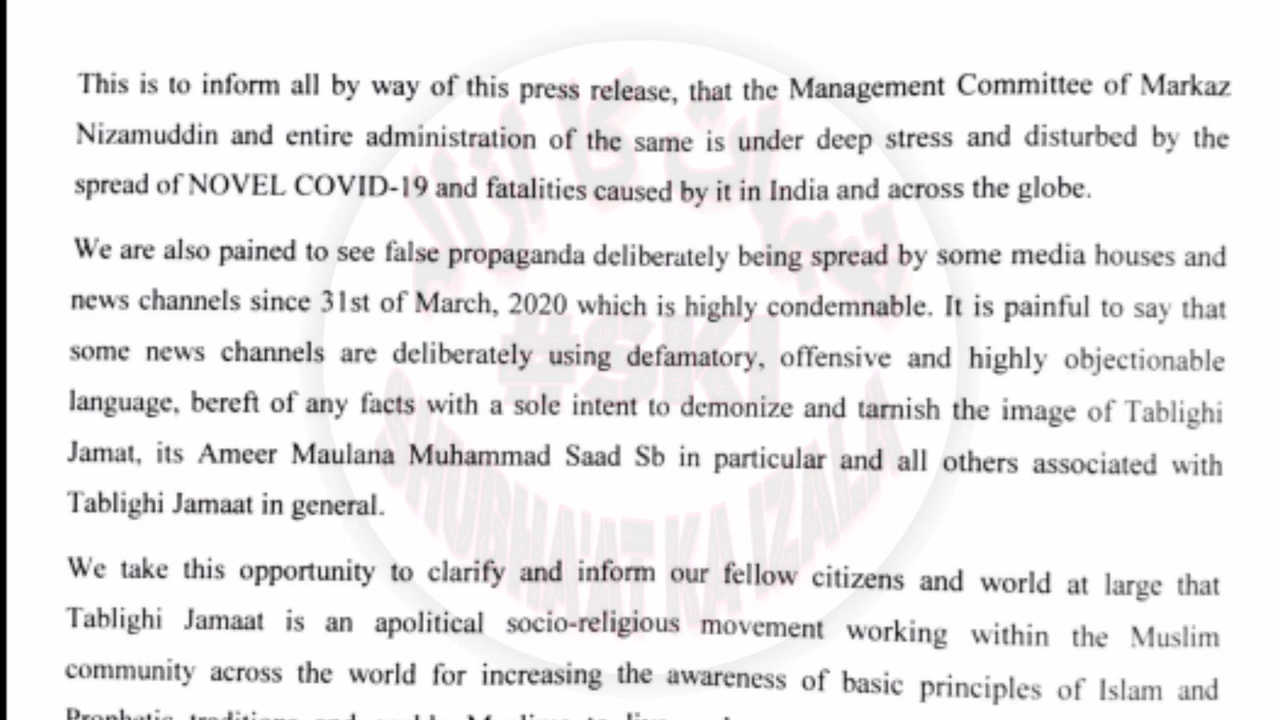 This is to inform all by way of this press release, that the Management Committee of Markaz
Nizamuddin and entire administration of the same is under deep stress and disturbed by the
spread of NOVEL COVID-19 and fatalities caused by it in India and across the globe.
We are also pained to see false propaganda deliberately being spread by some media houses and
news channels since 31st of March, 2020 which is highly condemnable. It is painful to say that
some news channels are deliberately using defamatory, offensive and highly objectionable
language, bereft of any facts with a sole intent to demonize and tarnish the image of Tablighi
Jamat, its Ameer Maulana Muhammad Saad Sb in particular and all others associated with
Tablighi Jamaat in general.
We take this opportunity to clarify and inform our fellow citizens and world at large that
Tablighi Jamaat is an apolitical socio-religious movement working within the Muslim
community across the world for increasing the awareness of basic principles of Islam and
#SKI
SHUBHA'AT KA IZALA